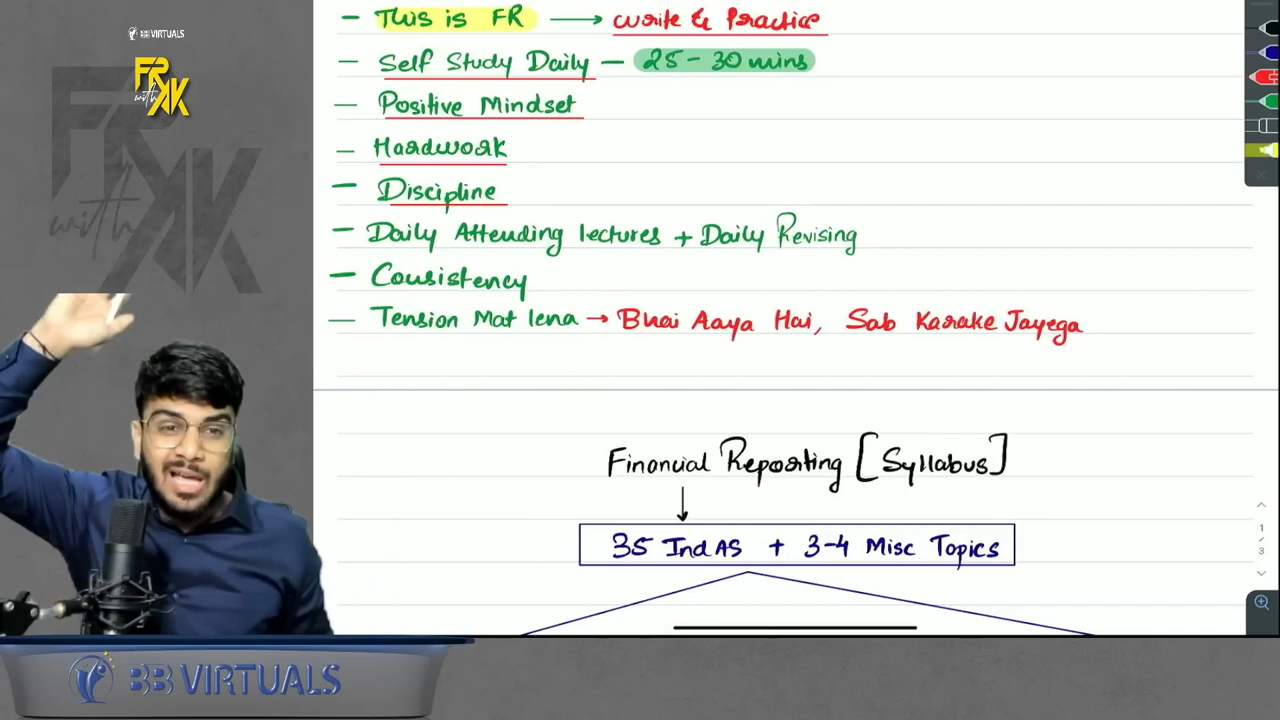 BB VIRTUALS
FR
with AK
- This is FR → Write & Practice
- Self Study Daily - 25-30 mins
- Positive Mindset
- Hardwork
- Discipline
- Daily Attending lectures + Daily Revising
- Consistency
- Tension Mat lena → Bhai Aaya Hai, Sab Karake Jayega
Financial Reporting [Syllabus]
↓
35 Ind AS + 3-4 Misc Topics
1
/
3
BB VIRTUALS